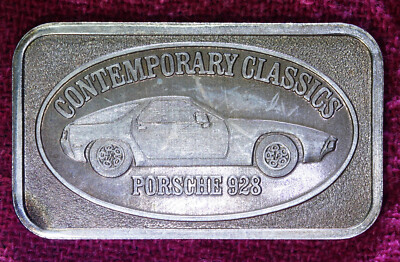 CONTEMPORARY CLASSICS
PORSCHE 928